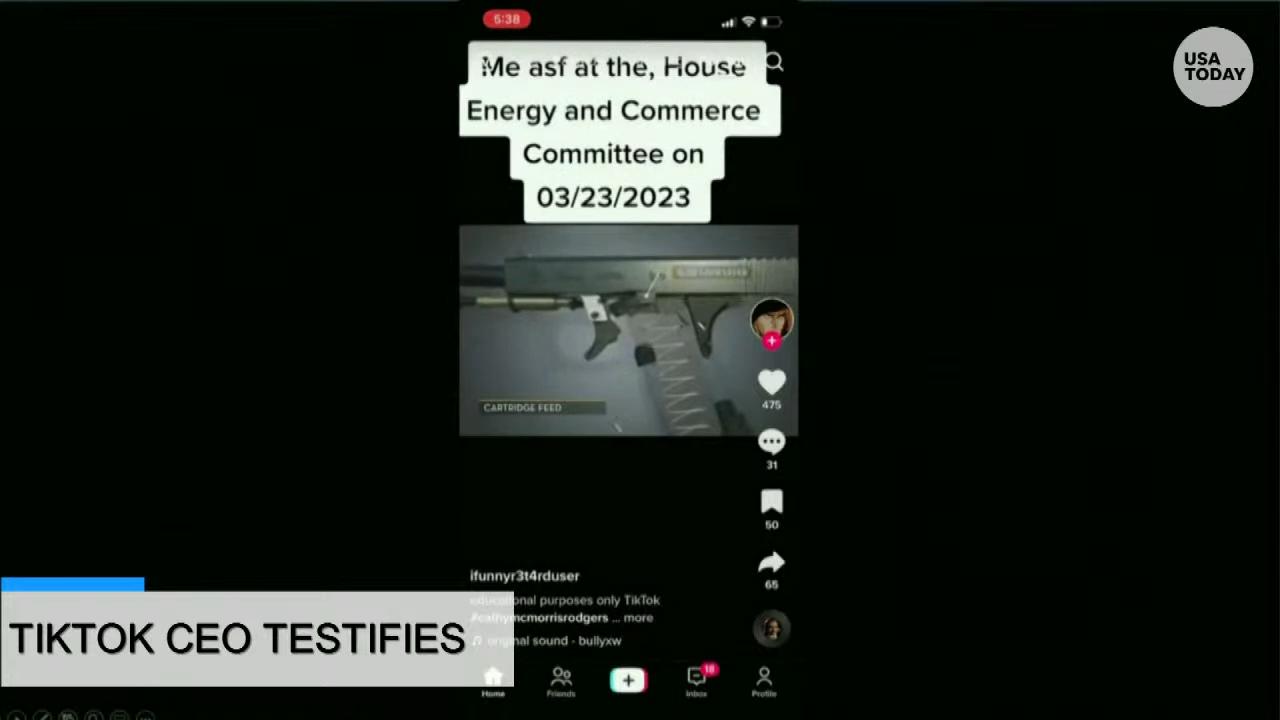 5:38
USA
TODAY
Me asf at the, House
Energy and Commerce
Committee on
03/23/2023
CARTRIDGE FEED
475
31
50
65
ifunnyr3t4rduser
educational purposes only TikTok
#cathymcmorrisrodgers ... more
original sound - bullyxw
TIKTOK CEO TESTIFIES
18
Home
Friends
Inbox
Profile